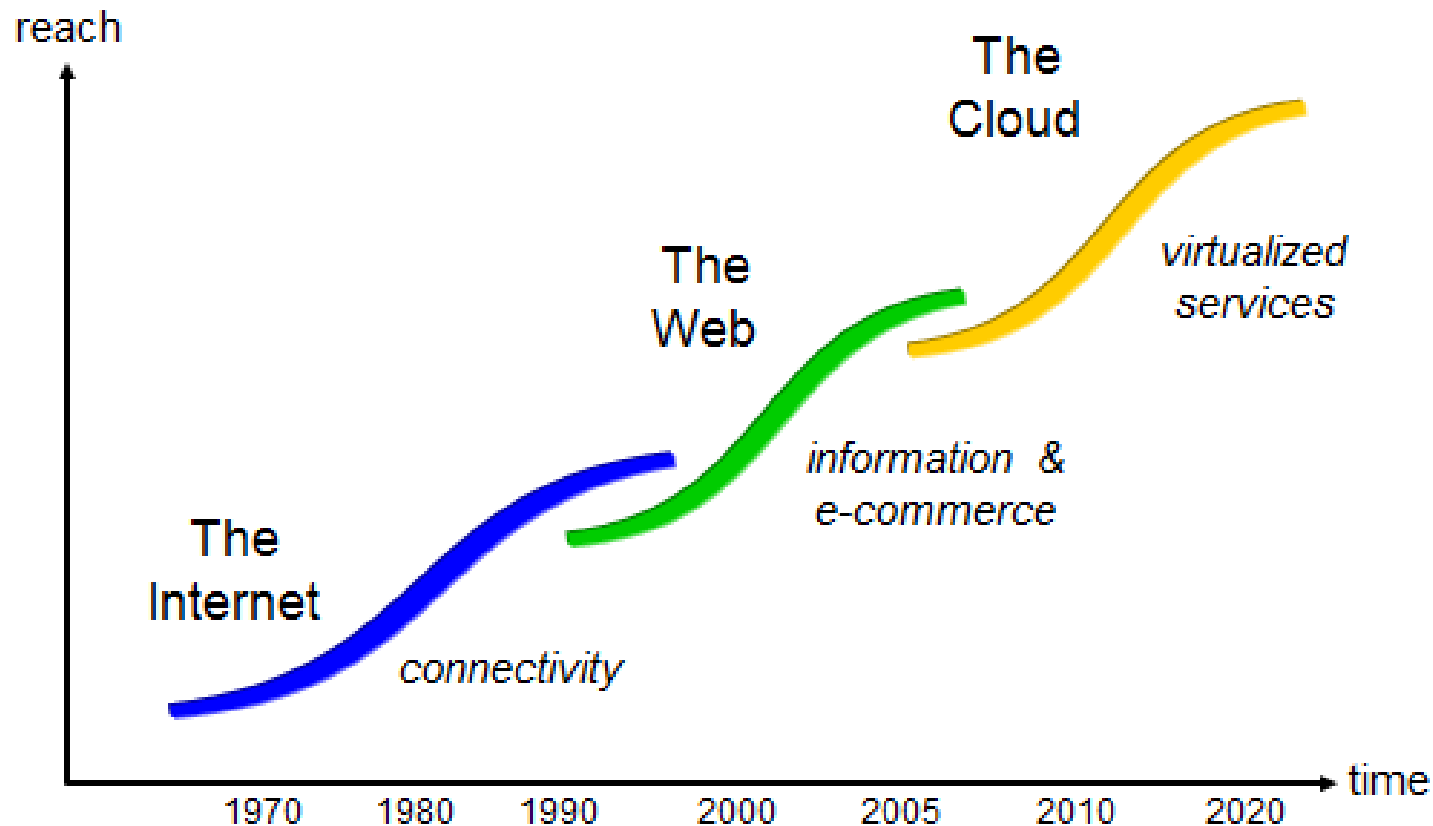 reach
The
Cloud
virtualized
services
The
Web
information & 
e-commerce
The
Internet
connectivity
time
1970 1980 1990 2000 2005 2010 2020